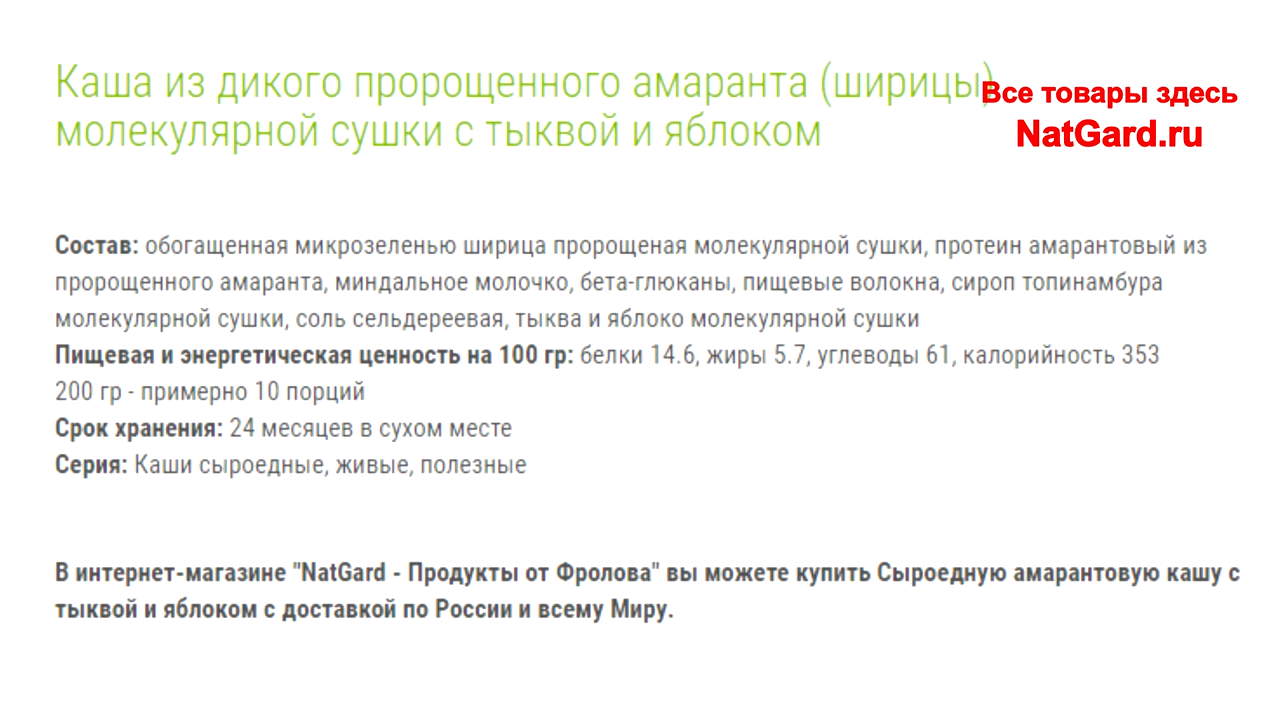 Каша из дикого пророщенного амаранта (ширицы)
молекулярной сушки с тыквой и яблоком
Все товары здесь
NatGard.ru
Состав: обогащенная микрозеленью ширица пророщеная молекулярной сушки, протеин амарантовый из
пророщенного амаранта, миндальное молочко, бета-глюканы, пищевые волокна, сироп топинамбура
молекулярной сушки, соль сельдереевая, тыква и яблоко молекулярной сушки
Пищевая и энергетическая ценность на 100 гр: белки 14.6, жиры 5.7, углеводы 61, калорийность 353
200 гр - примерно 10 порций
Срок хранения: 24 месяцев в сухом месте
Серия: Каши сыроедные, живые, полезные
В интернет-магазине "NatGard - Продукты от Фролова" вы можете купить Сыроедную амарантовую кашу с
тыквой и яблоком с доставкой по России и всему Миру.